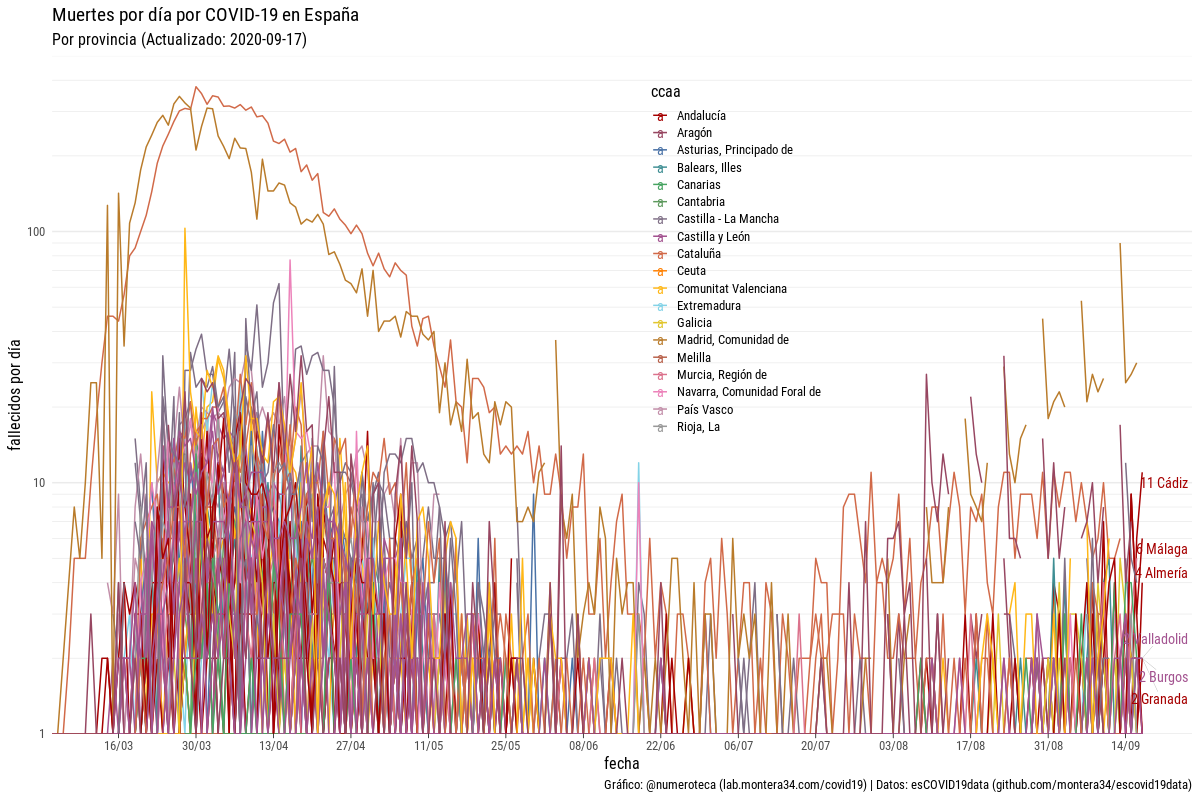 Muertes por día por COVID-19 en España
Por provincia (Actualizado: 2020-09-17)
ccaa
a Andalucía
a Aragón
a Asturias, Principado de
a Balears, Illes
a Canarias
a Cantabria
a Castilla - La Mancha
a Castilla y León
a Cataluña
a Ceuta
a Comunitat Valenciana
a Extremadura
a Galicia
a Madrid, Comunidad de
a Melilla
a Murcia, Región de
a Navarra, Comunidad Foral de
a País Vasco
a Rioja, La
fallecidos por día
100
10
1
11 Cádiz
6 Málaga
4 Almería
Valladolid
2 Burgos
2 Granada
16/03 30/03 13/04 27/04 11/05 25/05 08/06 22/06 06/07 20/07 03/08 17/08 31/08 14/09
fecha
Gráfico: @numeroteca (lab.montera34.com/covid19) | Datos: esCOVID19data (github.com/montera34/escovid19data)